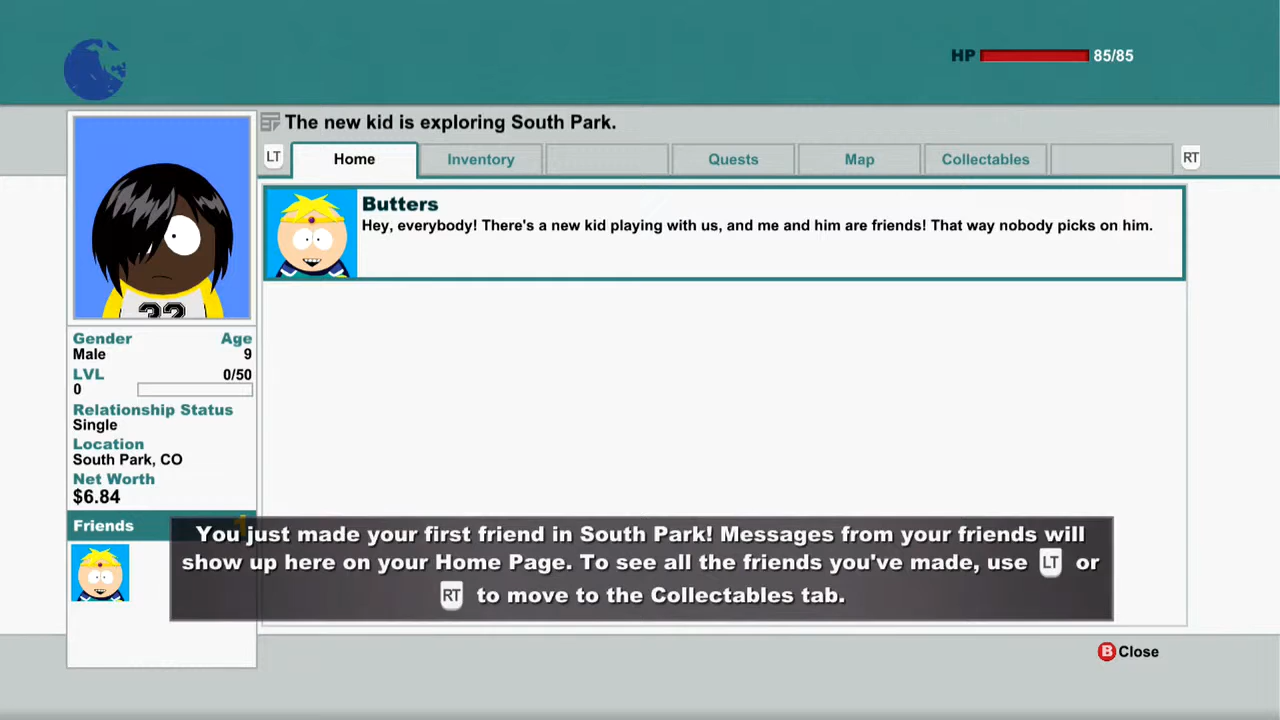 HP 85/85
The new kid is exploring South Park.
LT Home Inventory Quests Map Collectables RT
Butters
Hey, everybody! There's a new kid playing with us, and me and him are friends! That way nobody picks on him.
32
Gender Age
Male 9
LVL 0/50
0
Relationship Status
Single
Location
South Park, CO
Net Worth
$6.84
Friends 1
You just made your first friend in South Park! Messages from your friends will
show up here on your Home Page. To see all the friends you've made, use LT or
RT to move to the Collectables tab.
B Close